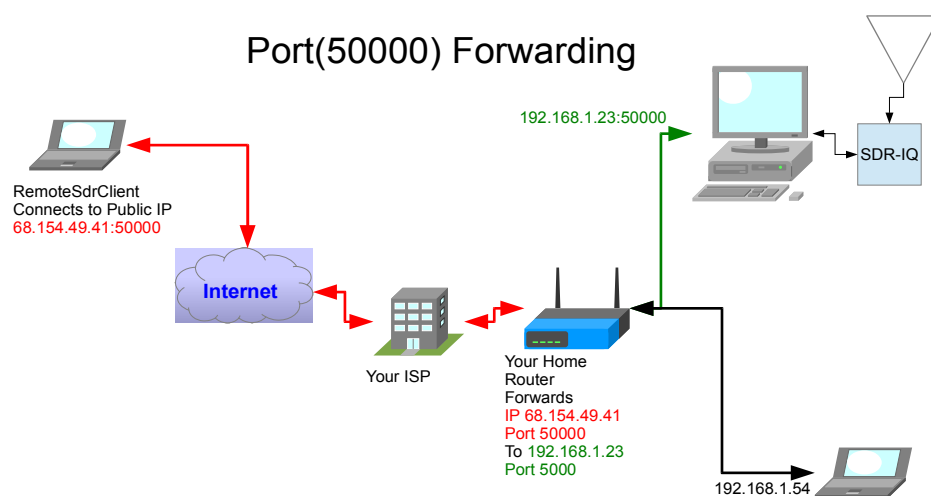 Port(50000) Forwarding
192.168.1.23:50000
SDR-IQ
RemoteSdrClient
Connects to Public IP
68.154.49.41:50000
Internet
Your ISP
Your Home
Router
Forwards
IP 68.154.49.41
Port 50000
To 192.168.1.23
Port 5000
192.168.1.54